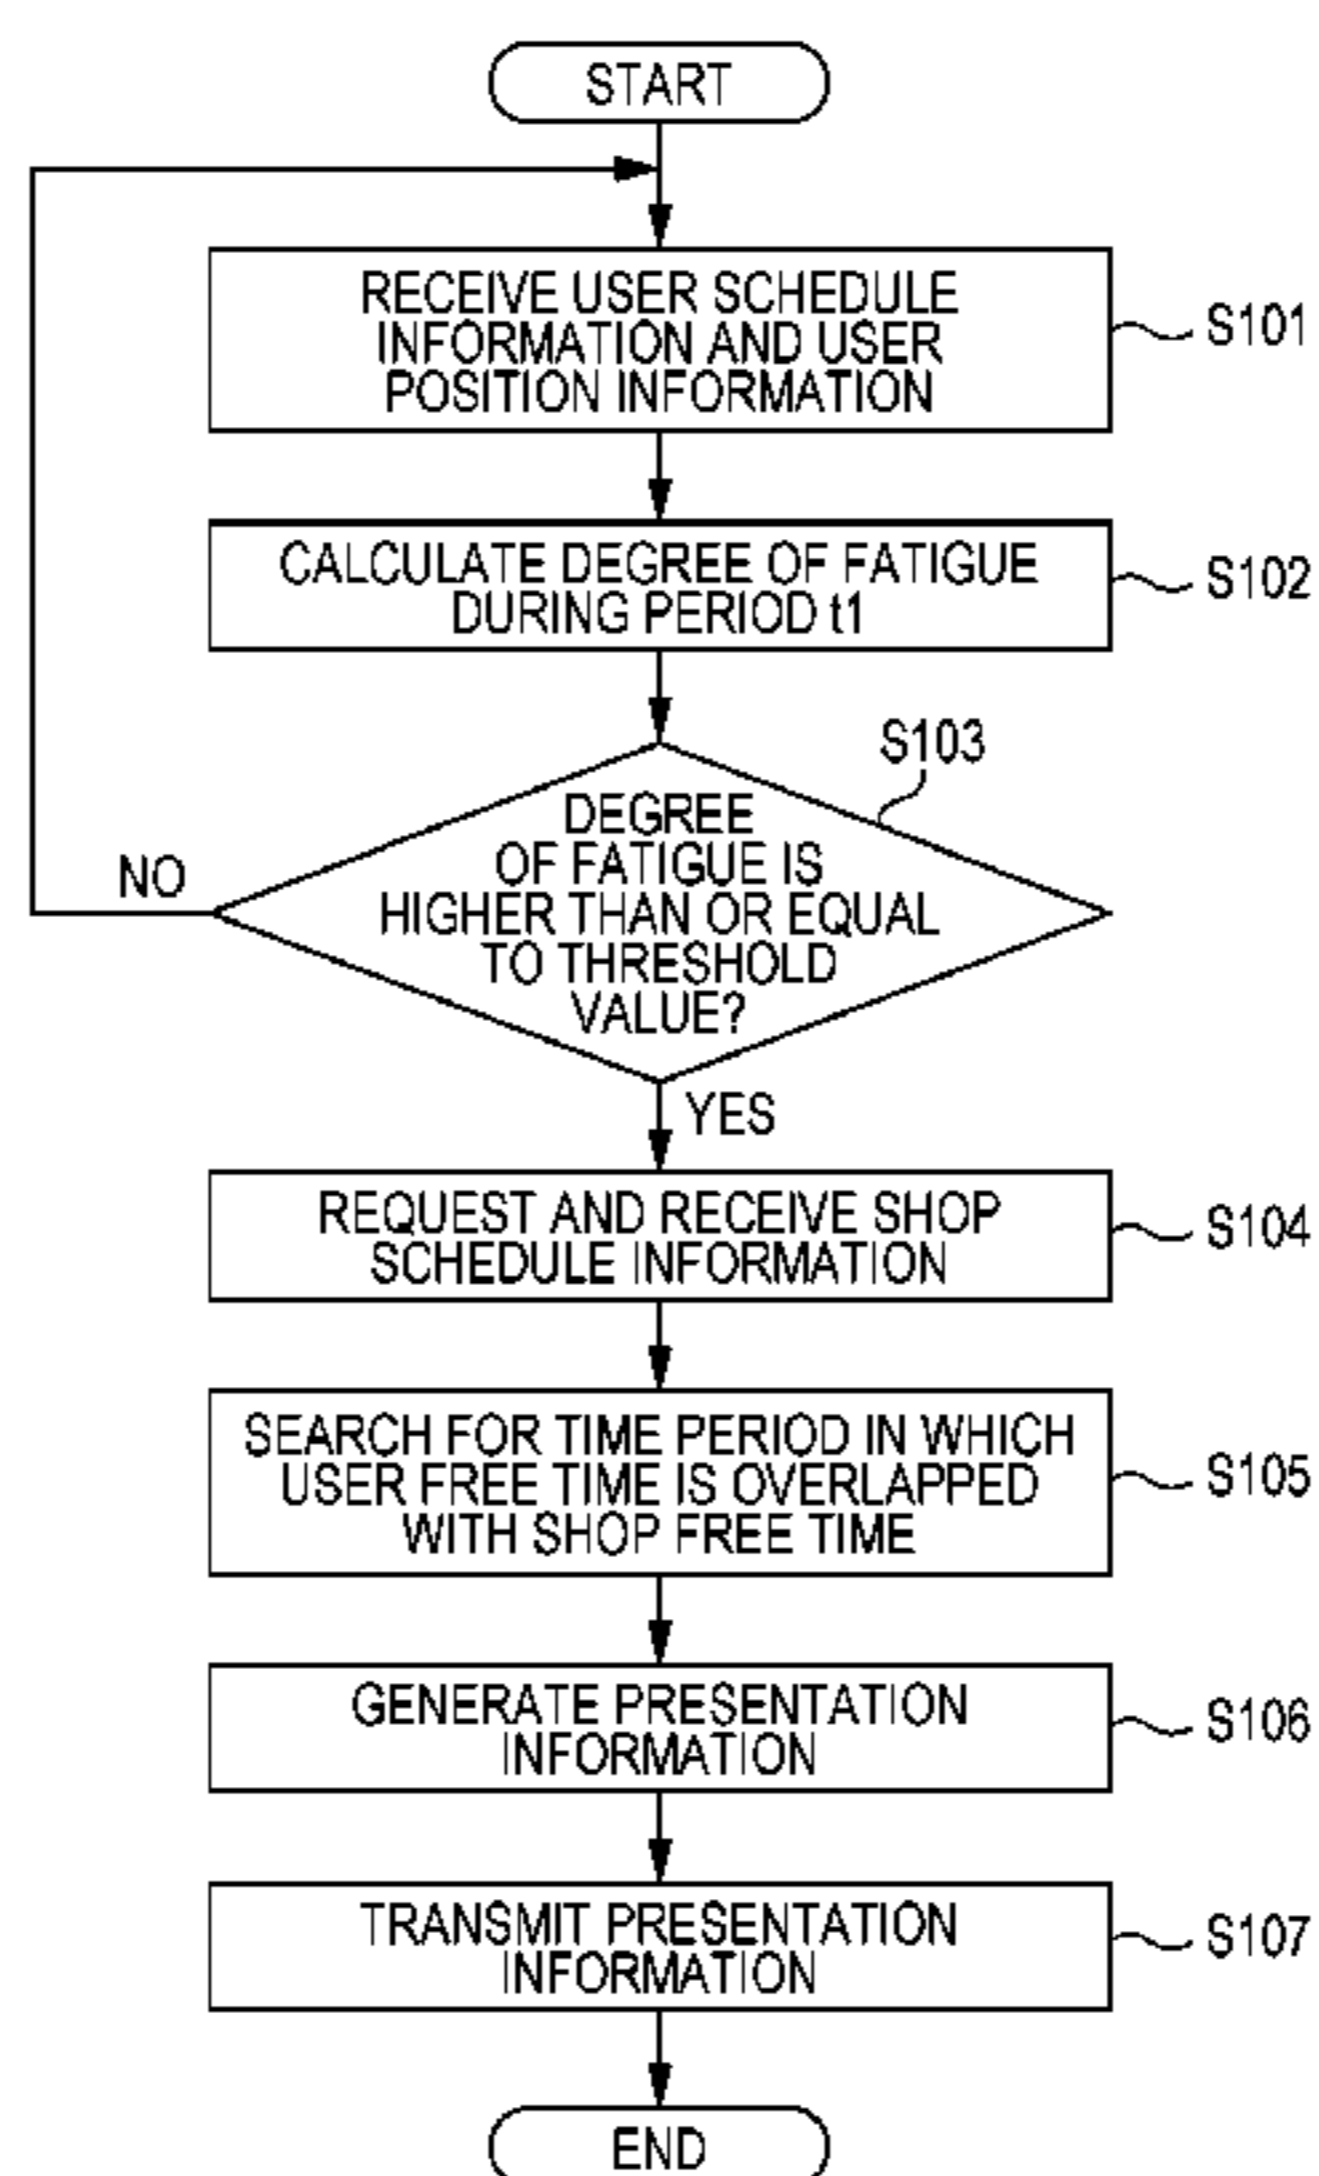 START
RECEIVE USER SCHEDULE
INFORMATION AND USER
POSITION INFORMATION
S101
CALCULATE DEGREE OF FATIGUE
DURING PERIOD t1
S102
S103
DEGREE
OF FATIGUE IS
HIGHER THAN OR EQUAL
TO THRESHOLD
VALUE?
NO
YES
REQUEST AND RECEIVE SHOP
SCHEDULE INFORMATION
S104
SEARCH FOR TIME PERIOD IN WHICH
USER FREE TIME IS OVERLAPPED
WITH SHOP FREE TIME
S105
GENERATE PRESENTATION
INFORMATION
S106
TRANSMIT PRESENTATION
INFORMATION
S107
END